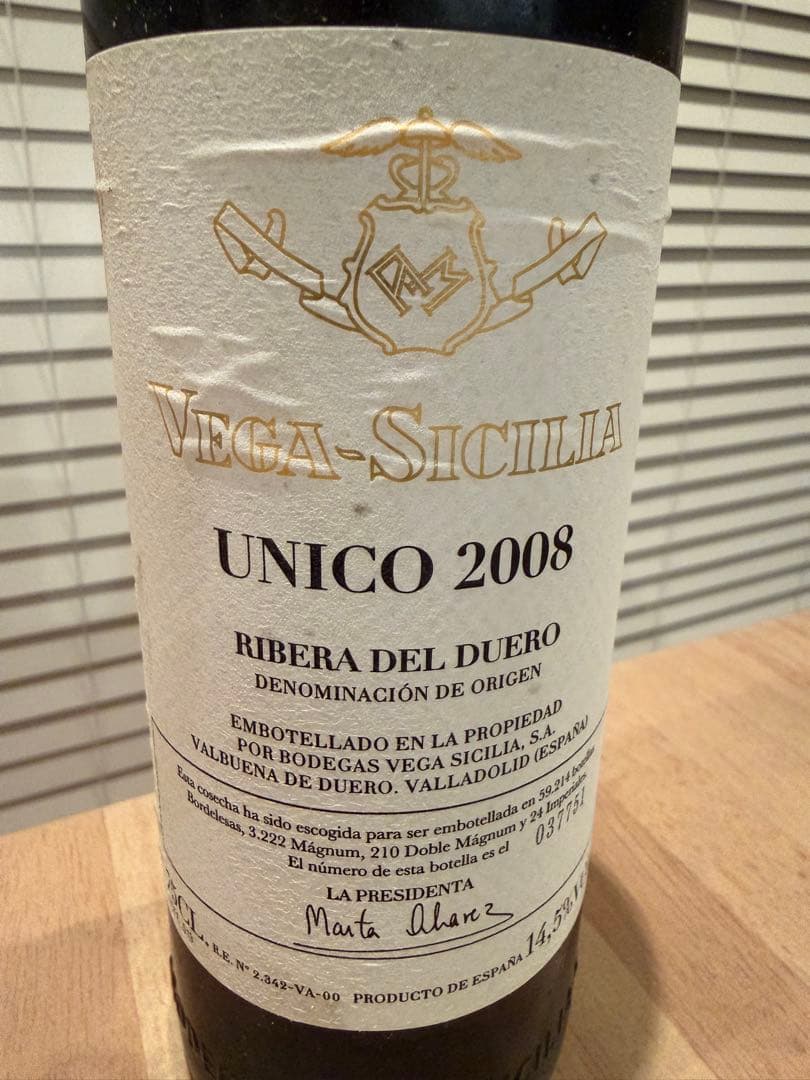 VEGA-SICILIA
UNICO 2008
RIBERA DEL DUERO
DENOMINACIÓN DE ORIGEN
EMBOTELLADO EN LA PROPIEDAD
POR BODEGAS VEGA SICILIA, S.A.
VALBUENA DE DUERO. VALLADOLID (ESPAÑA)
Esta cosecha ha sido escogida para ser embotellada en 59.214 botellas
Bordelesas, 3.222 Mágnum, 210 Doble Mágnum y 24 Imperiales.
El número de esta botella es el 037751
LA PRESIDENTA
Marta Alvarez
CL. R.E. Nº 2.342-VA-00 PRODUCTO DE ESPAÑA 14,5%